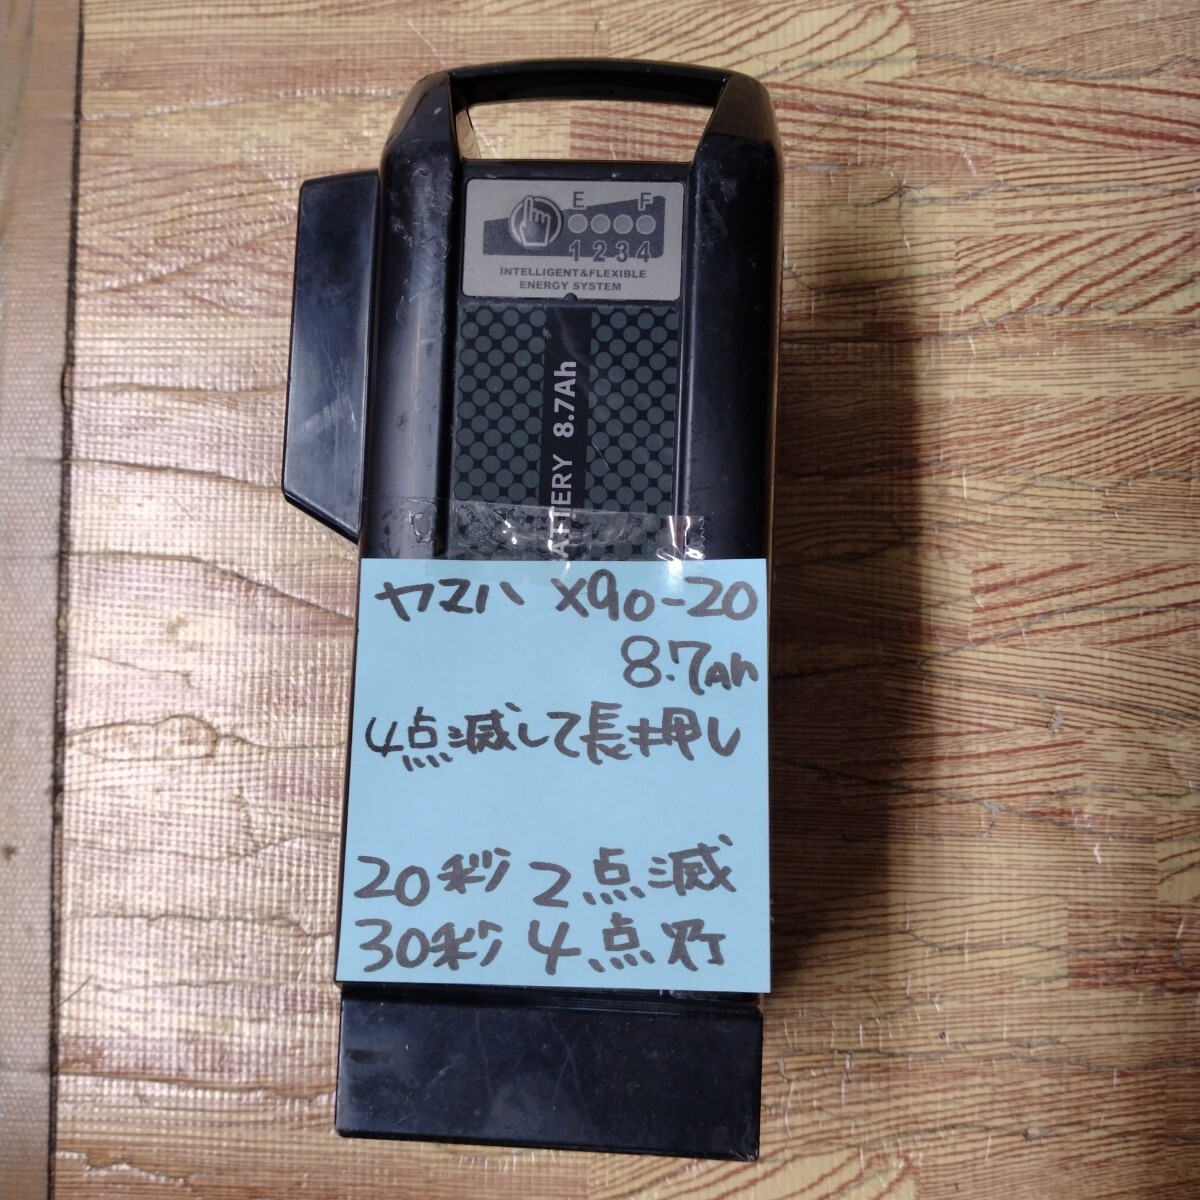 E F
1 2 3 4
INTELLIGENT&FLEXIBLE
ENERGY SYSTEM
BATTERY 8.7Ah
ヤマハ X90-20
8.7Ah
4点滅して長押し
20秒 2点滅
30秒 4点灯